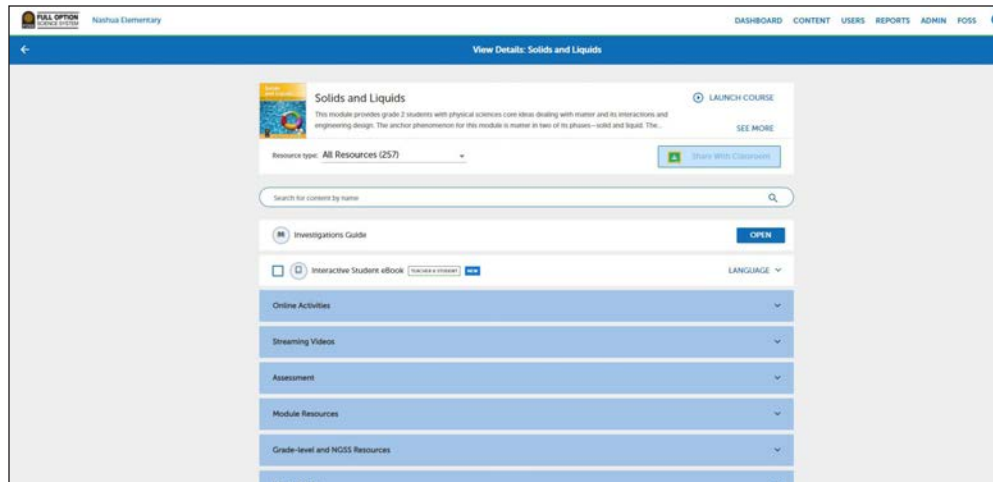 FULL OPTION
SCIENCE SYSTEM
Nashua Elementary
DASHBOARD CONTENT USERS REPORTS ADMIN FOSS
View Details: Solids and Liquids
Solids and Liquids
LAUNCH COURSE
This module provides grade 2 students with physical sciences core ideas dealing with matter and its interactions and
engineering design. The anchor phenomenon for this module is matter in two of its phases—solid and liquid. The...
SEE MORE
Resource type: All Resources (257)
Share With Classroom
Search for content by name
Investigations Guide
OPEN
Interactive Student eBook TEACHER & STUDENT NEW
LANGUAGE
Online Activities
Streaming Videos
Assessment
Module Resources
Grade-level and NGSS Resources